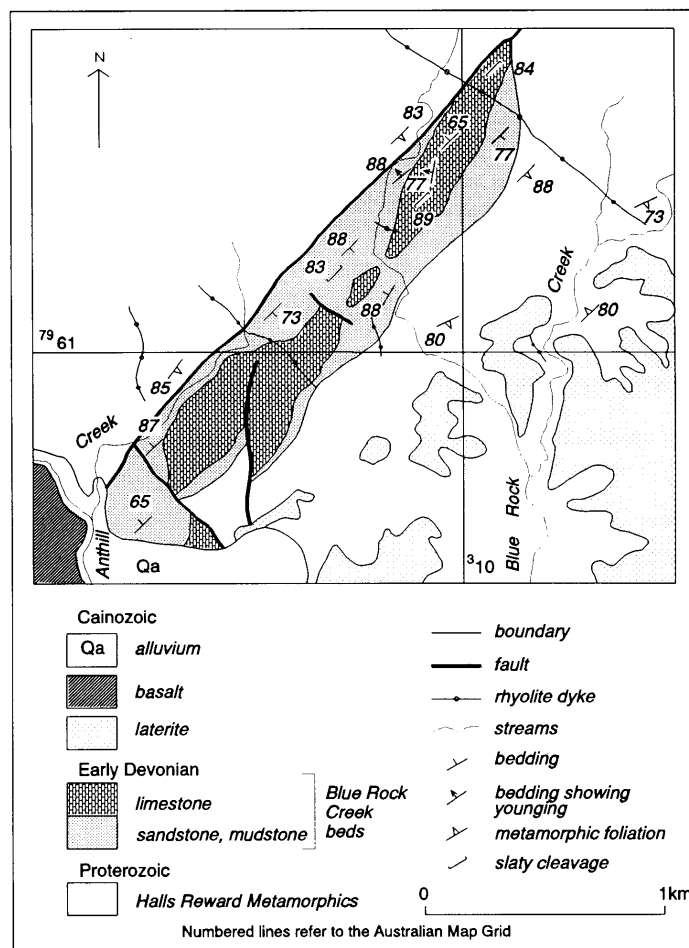 N
84
83
65
77
88
77
88
73
89
88
83
88
80
73
80
Creek
79 61
85
Creek
87
65
Anthill
Qa
3 10
Blue Rock
Cainozoic
Qa alluvium
basalt
laterite
Early Devonian
limestone
sandstone, mudstone
Blue Rock
Creek
beds
Proterozoic
Halls Reward Metamorphics
boundary
fault
rhyolite dyke
streams
bedding
bedding showing
younging
metamorphic foliation
slaty cleavage
0 1km
Numbered lines refer to the Australian Map Grid